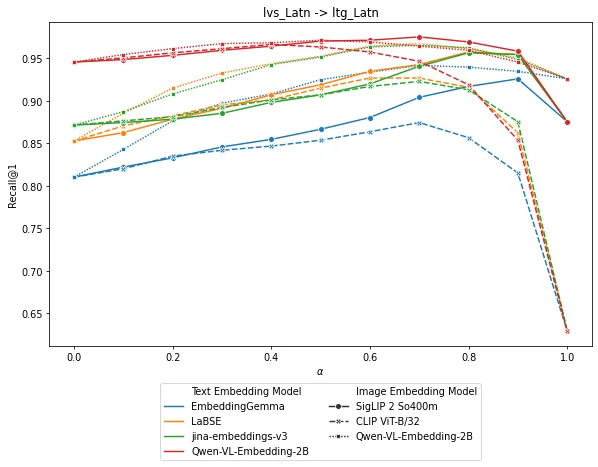 lvs_Latn -> ltg_Latn
Recall@1
0.95
0.90
0.85
0.80
0.75
0.70
0.65
0.0
0.2
0.4
0.6
0.8
1.0
α
Text Embedding Model
EmbeddingGemma
LaBSE
jina-embeddings-v3
Qwen-VL-Embedding-2B
Image Embedding Model
SigLIP 2 So400m
CLIP ViT-B/32
Qwen-VL-Embedding-2B